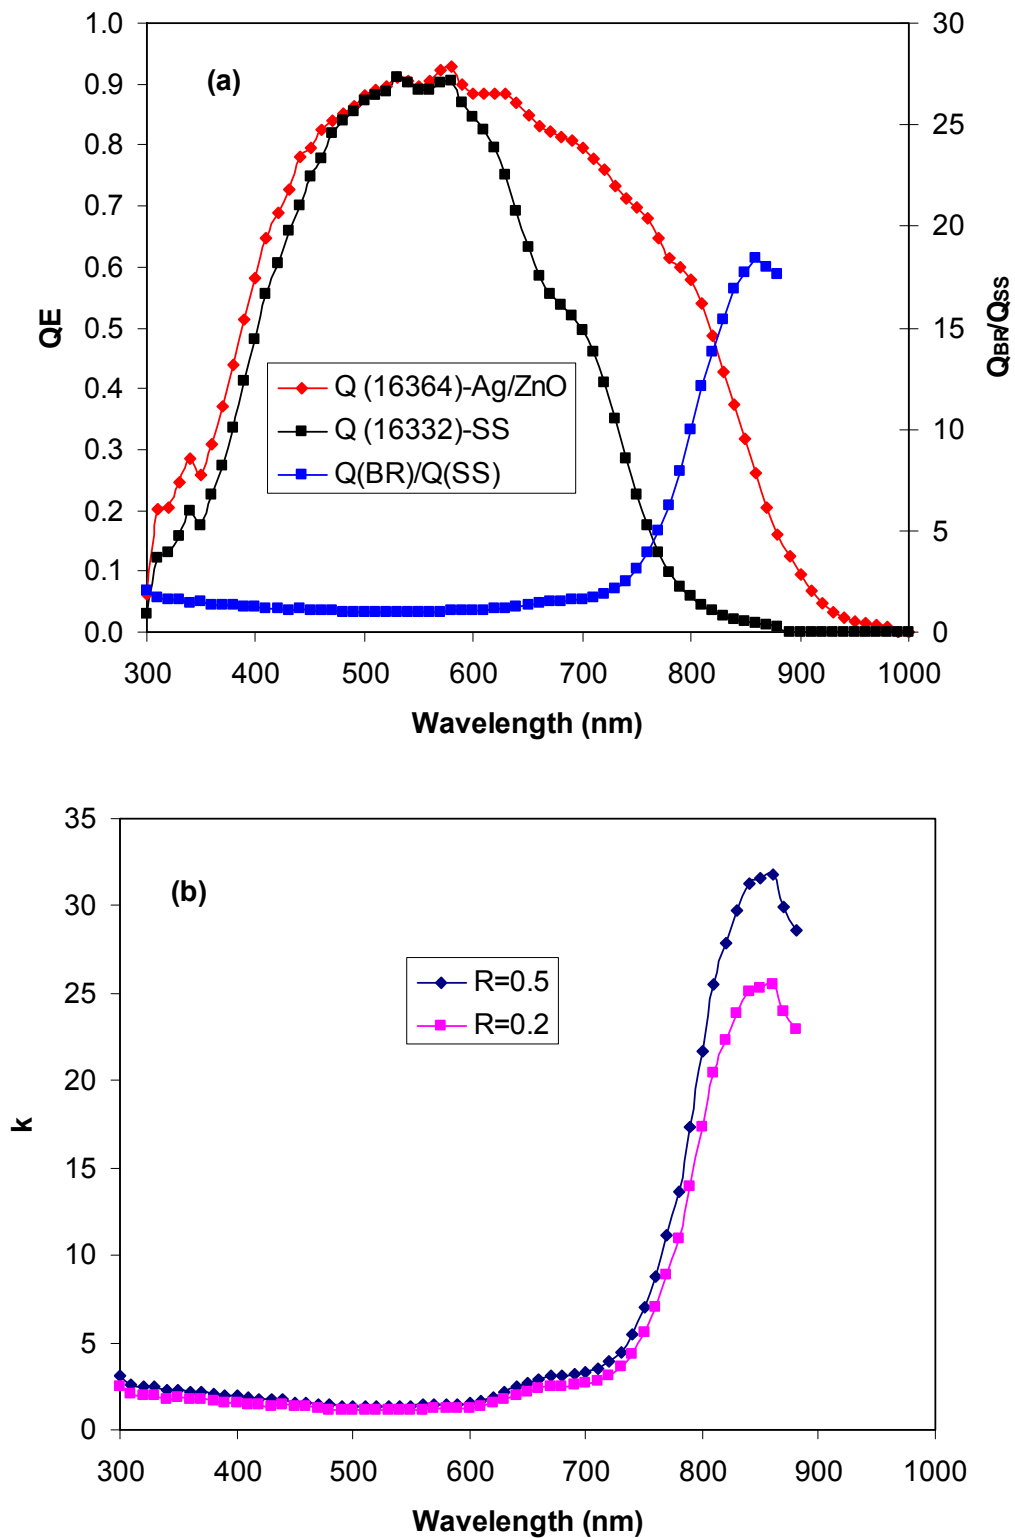 1.0
0.9
0.8
0.7
0.6
0.5
0.4
0.3
0.2
0.1
0.0
QE
(a)
Q (16364)-Ag/ZnO
Q (16332)-SS
Q(BR)/Q(SS)
30
25
20
15
10
5
0
QBR/QSS
300 400 500 600 700 800 900 1000
Wavelength (nm)
35
30
25
20
15
10
5
0
k
(b)
R=0.5
R=0.2
300 400 500 600 700 800 900 1000
Wavelength (nm)